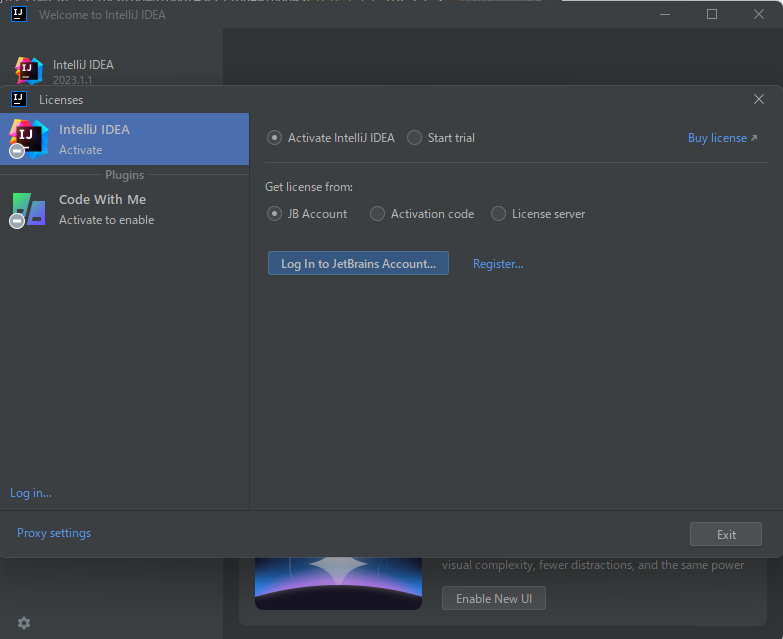 IJ Welcome to IntelliJ IDEA
IJ IntelliJ IDEA
2023.1.1
IJ Licenses
IJ IntelliJ IDEA
Activate
Plugins
Code With Me
Activate to enable
Activate IntelliJ IDEA Start trial Buy license ↗
Get license from:
JB Account Activation code License server
Log In to JetBrains Account... Register...
Log in...
Proxy settings
Exit
visual complexity, fewer distractions, and the same power
Enable New UI